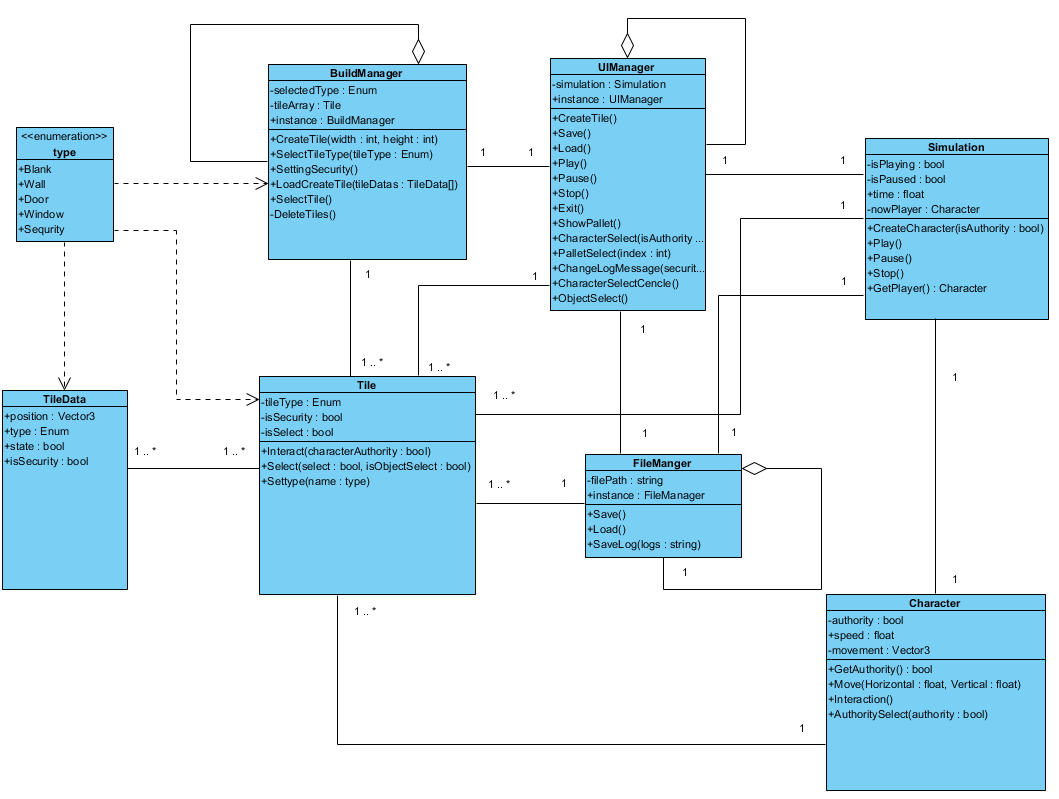 BuildManager
-selectedType : Enum
-tileArray : Tile
+instance : BuildManager
+CreateTile(width : int, height : int)
+SelectTileType(tileType : Enum)
+SettingSecurity()
+LoadCreateTile(tileDatas : TileData[])
+SelectTile()
-DeleteTiles()
UIManager
-simulation : Simulation
+instance : UIManager
+CreateTile()
+Save()
+Load()
+Play()
+Pause()
+Stop()
+Exit()
+ShowPallet()
+CharacterSelect(isAuthority ...
+PalletSelect(index : int)
+ChangeLogMessage(securit...
+CharacterSelectCencle()
+ObjectSelect()
<<enumeration>>
type
+Blank
+Wall
+Door
+Window
+Sequrity
Simulation
-isPlaying : bool
-isPaused : bool
+time : float
-nowPlayer : Character
+CreateCharacter(isAuthority : bool)
+Play()
+Pause()
+Stop()
+GetPlayer() : Character
1
1
1
1
1
1
1
1
1
1 .. *
1 .. *
1
1 .. *
1
1
TileData
+position : Vector3
+type : Enum
+state : bool
+isSecurity : bool
1 .. *
1 .. *
Tile
-tileType : Enum
-isSecurity : bool
-isSelect : bool
+Interact(characterAuthority : bool)
+Select(select : bool, isObjectSelect : bool)
+Settype(name : type)
1 .. *
1
FileManger
-filePath : string
+instance : FileManager
+Save()
+Load()
+SaveLog(logs : string)
1
1
1 .. *
1
Character
-authority : bool
+speed : float
-movement : Vector3
+GetAuthority() : bool
+Move(Horizontal : float, Vertical : float)
+Interaction()
+AuthoritySelect(authority : bool)